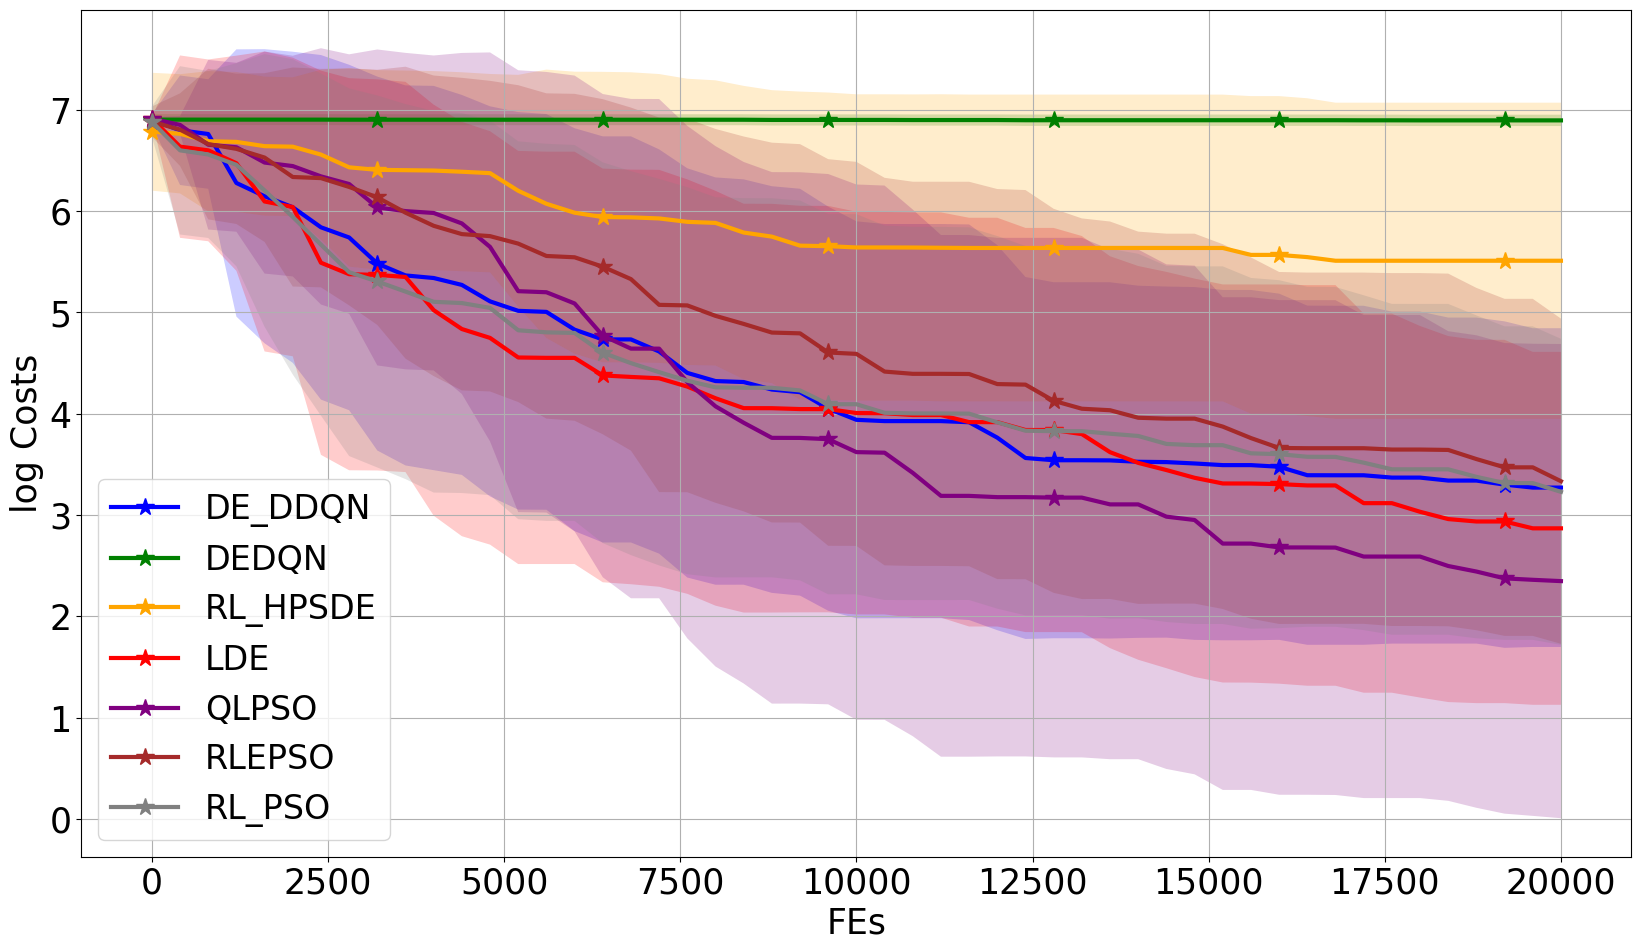 log Costs
7
6
5
4
3
2
1
0
DE_DDQN
DEDQN
RL_HPSDE
LDE
QLPSO
RLEPSO
RL_PSO
0 2500 5000 7500 10000 12500 15000 17500 20000
FEs